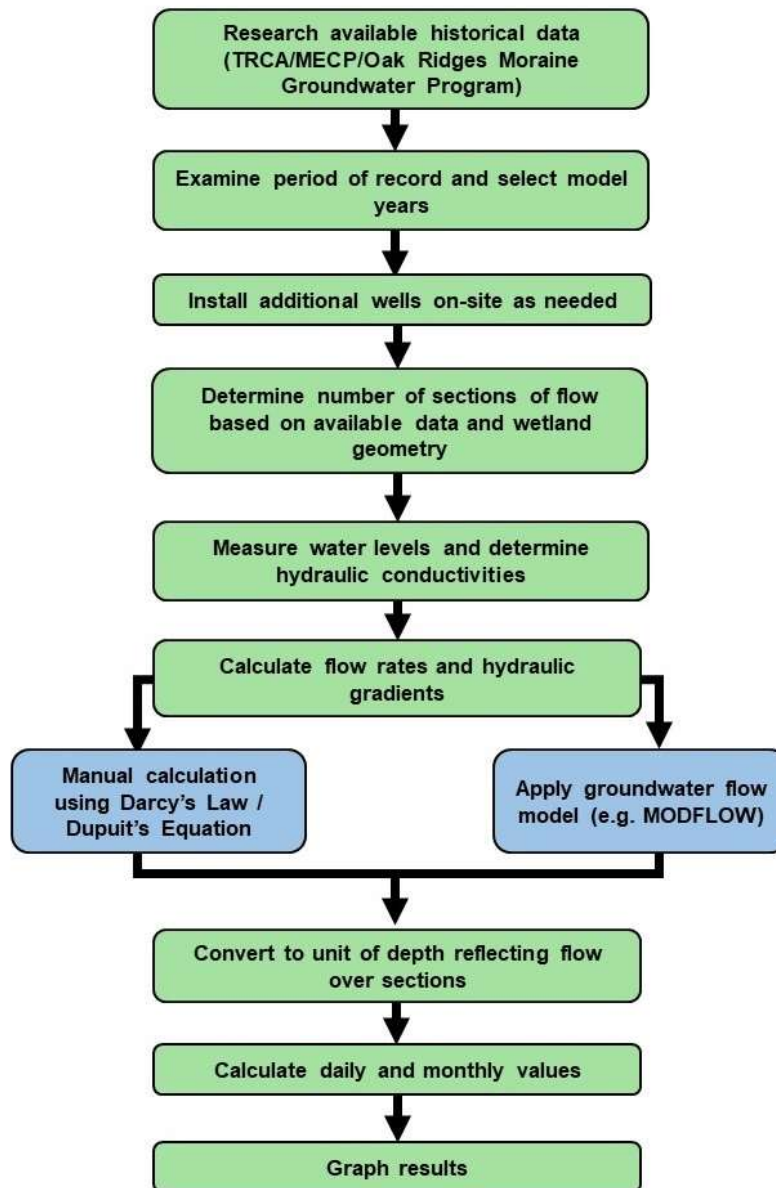 Research available historical data
(TRCA/MECP/Oak Ridges Moraine
Groundwater Program)
Examine period of record and select model
years
Install additional wells on-site as needed
Determine number of sections of flow
based on available data and wetland
geometry
Measure water levels and determine
hydraulic conductivities
Calculate flow rates and hydraulic
gradients
Manual calculation
using Darcy's Law /
Dupuit's Equation
Apply groundwater flow
model (e.g. MODFLOW)
Convert to unit of depth reflecting flow
over sections
Calculate daily and monthly values
Graph results